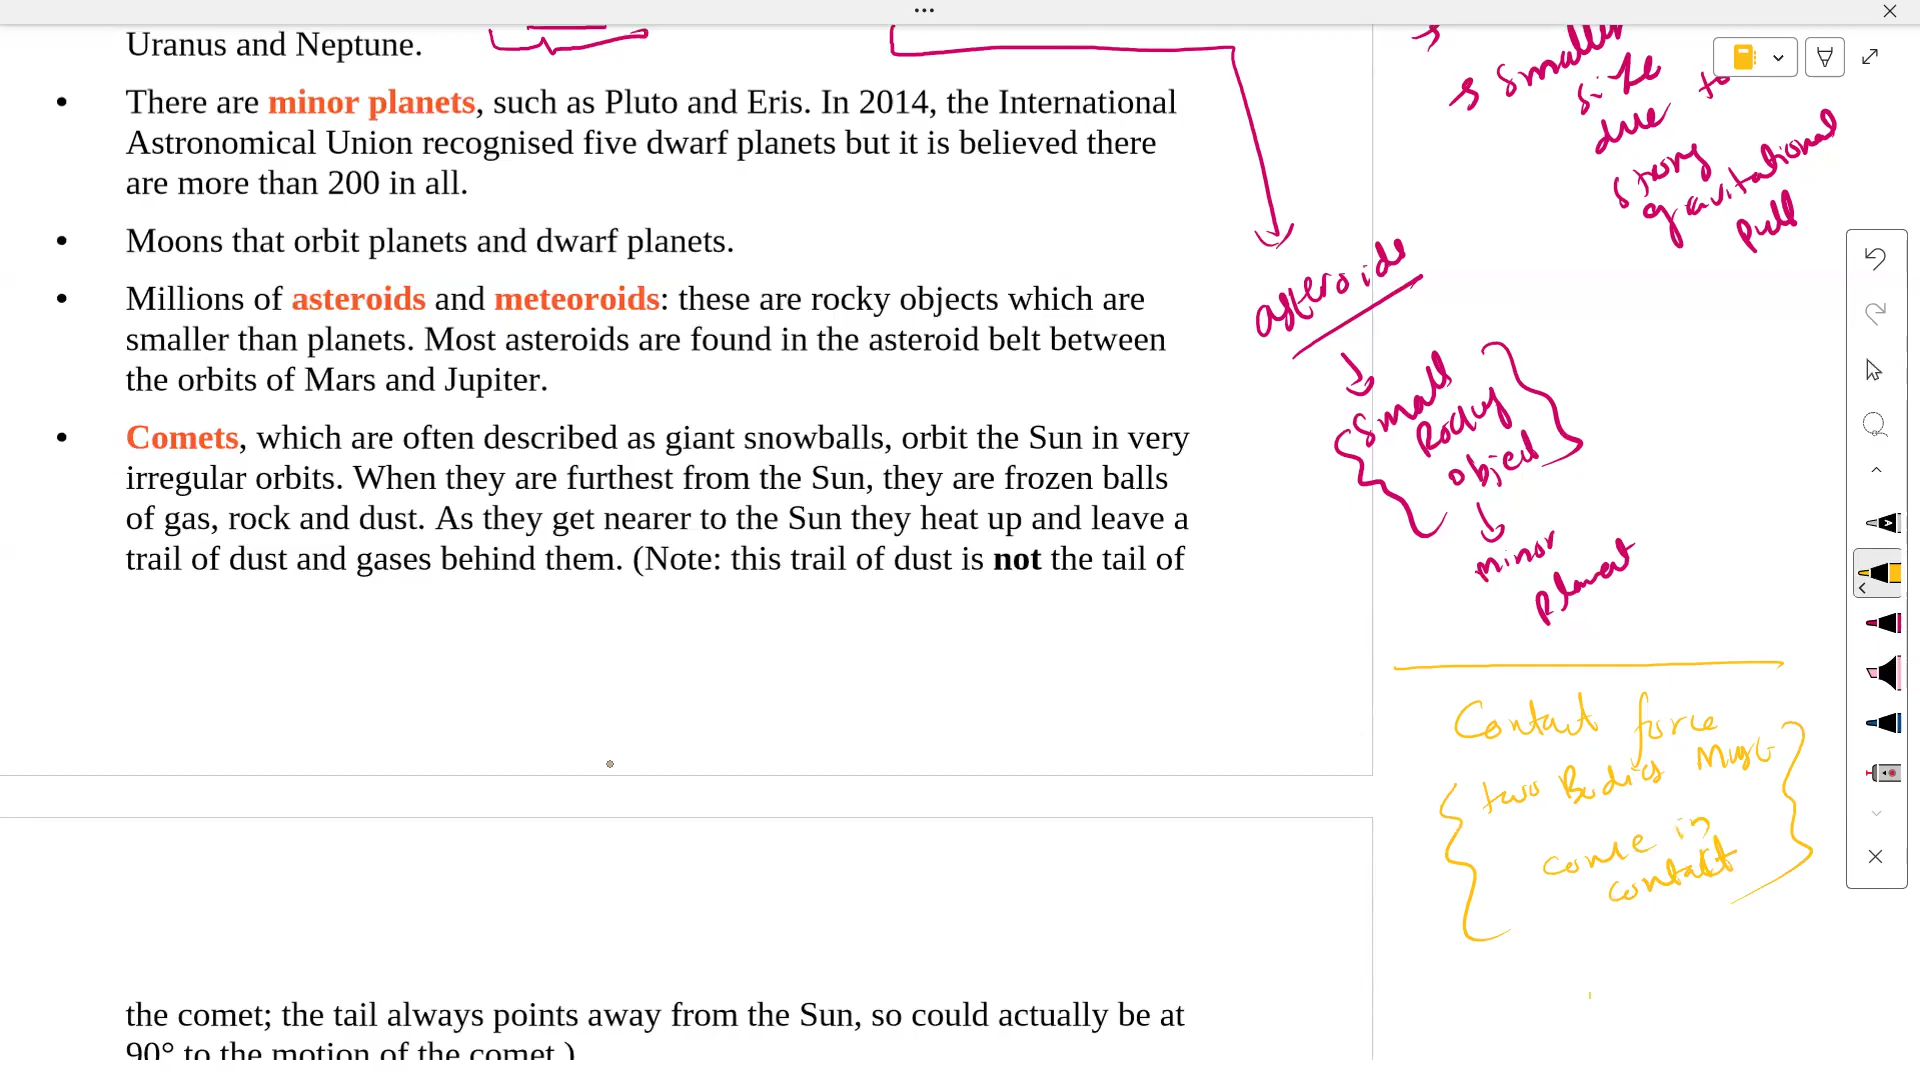 Uranus and Neptune.
• There are minor planets, such as Pluto and Eris. In 2014, the International
Astronomical Union recognised five dwarf planets but it is believed there
are more than 200 in all.
• Moons that orbit planets and dwarf planets.
• Millions of asteroids and meteoroids: these are rocky objects which are
smaller than planets. Most asteroids are found in the asteroid belt between
the orbits of Mars and Jupiter.
• Comets, which are often described as giant snowballs, orbit the Sun in very
irregular orbits. When they are furthest from the Sun, they are frozen balls
of gas, rock and dust. As they get nearer to the Sun they heat up and leave a
trail of dust and gases behind them. (Note: this trail of dust is not the tail of
the comet; the tail always points away from the Sun, so could actually be at
90° to the motion of the comet.)
smaller
size
due to
strong
gravitational
pull
asteroids
small
Rocky
object
minor
planet
Contact force
two Bodies Must
come in
contact